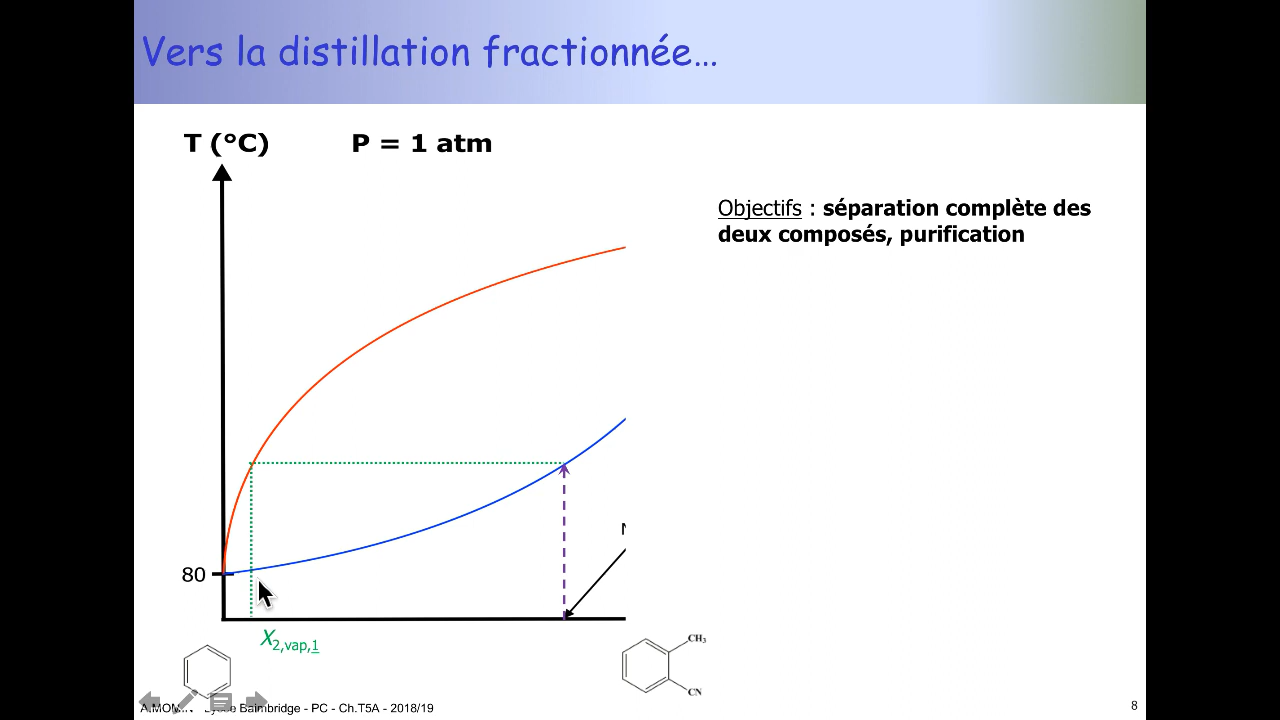 Vers la distillation fractionnée…
T (°C) P = 1 atm
Objectifs : séparation complète des
deux composés, purification
80
X2,vap,1
CH3
CN
Bainbridge - PC - Ch.T5A - 2018/19
8